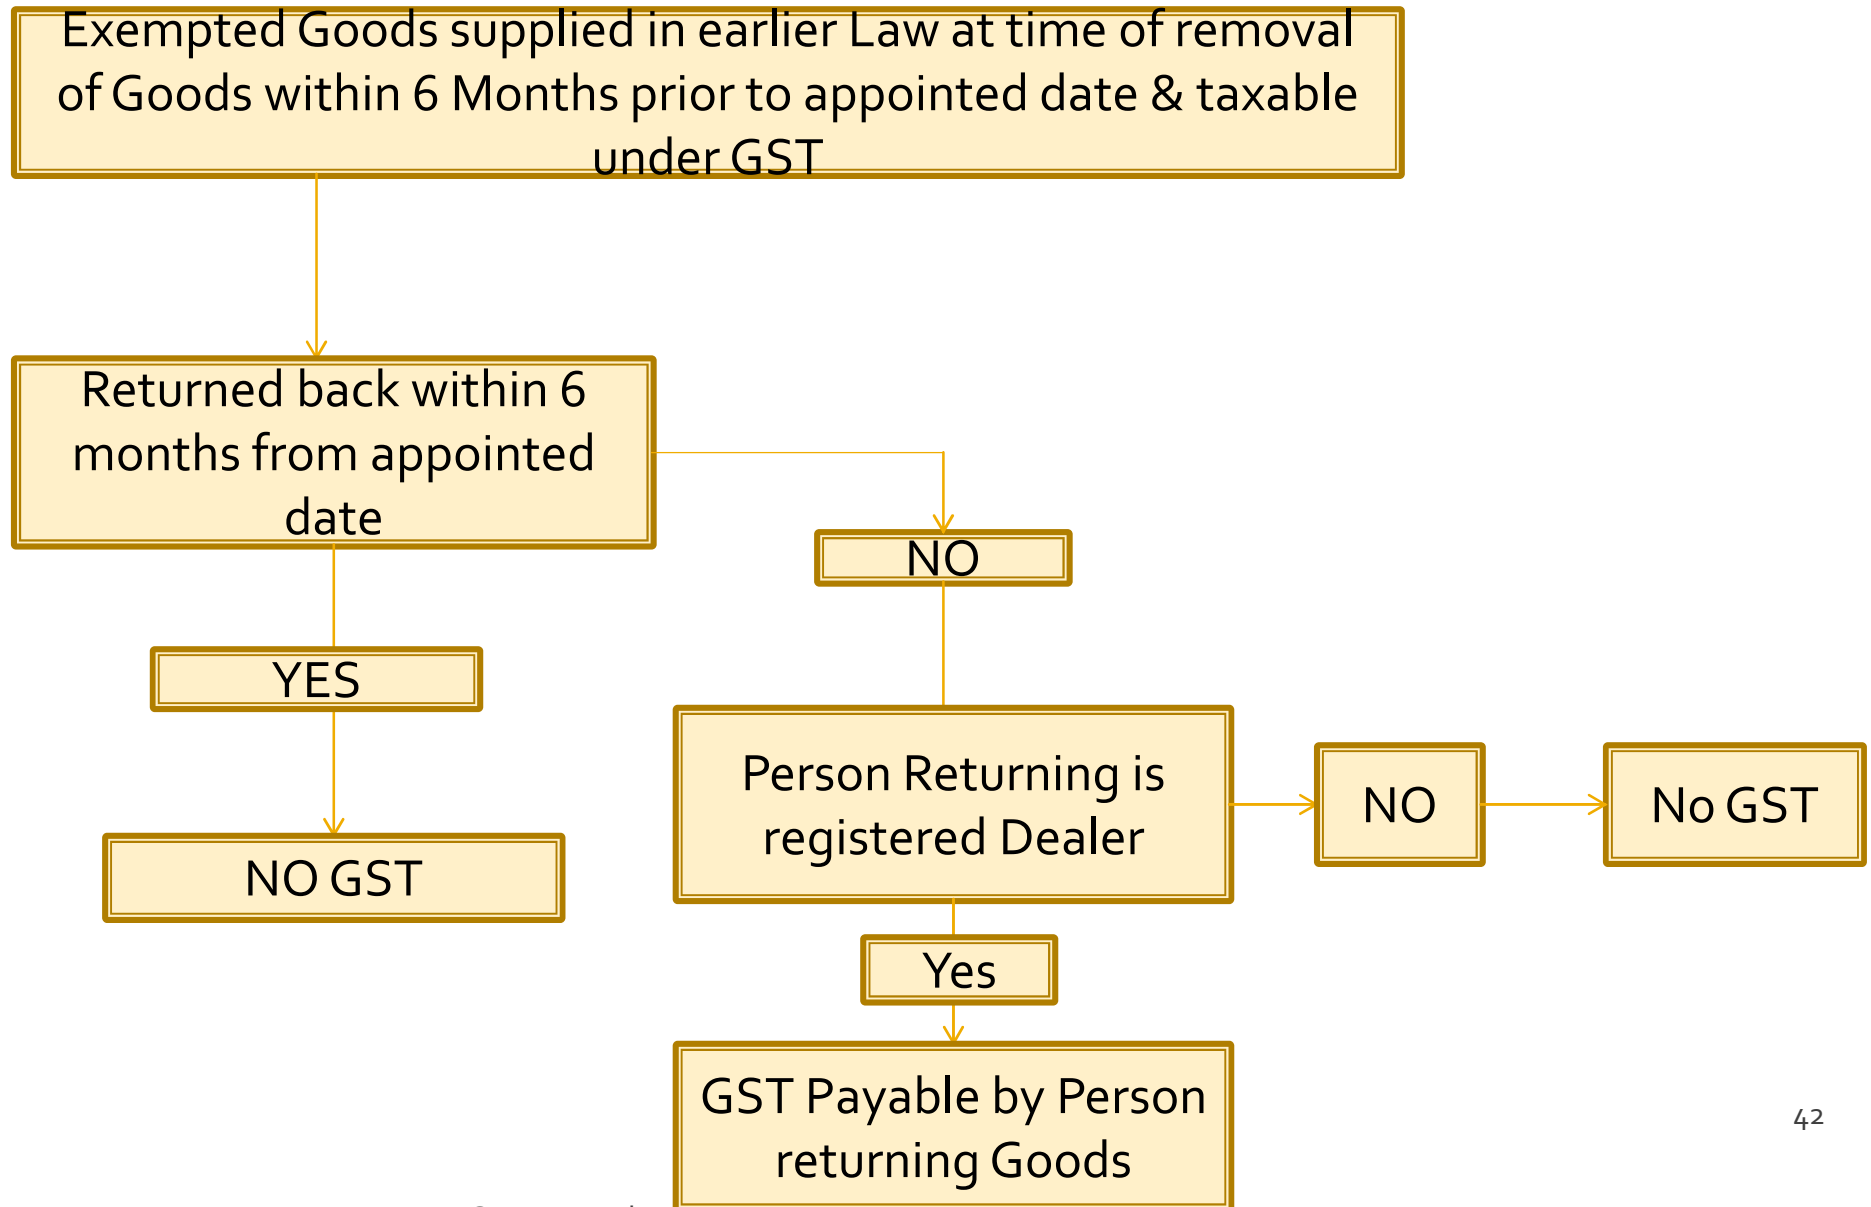 Exempted Goods supplied in earlier Law at time of removal
of Goods within 6 Months prior to appointed date & taxable
under GST
Returned back within 6
months from appointed
date
NO
YES
NO GST
Person Returning is
registered Dealer
NO
No GST
Yes
GST Payable by Person
returning Goods
42